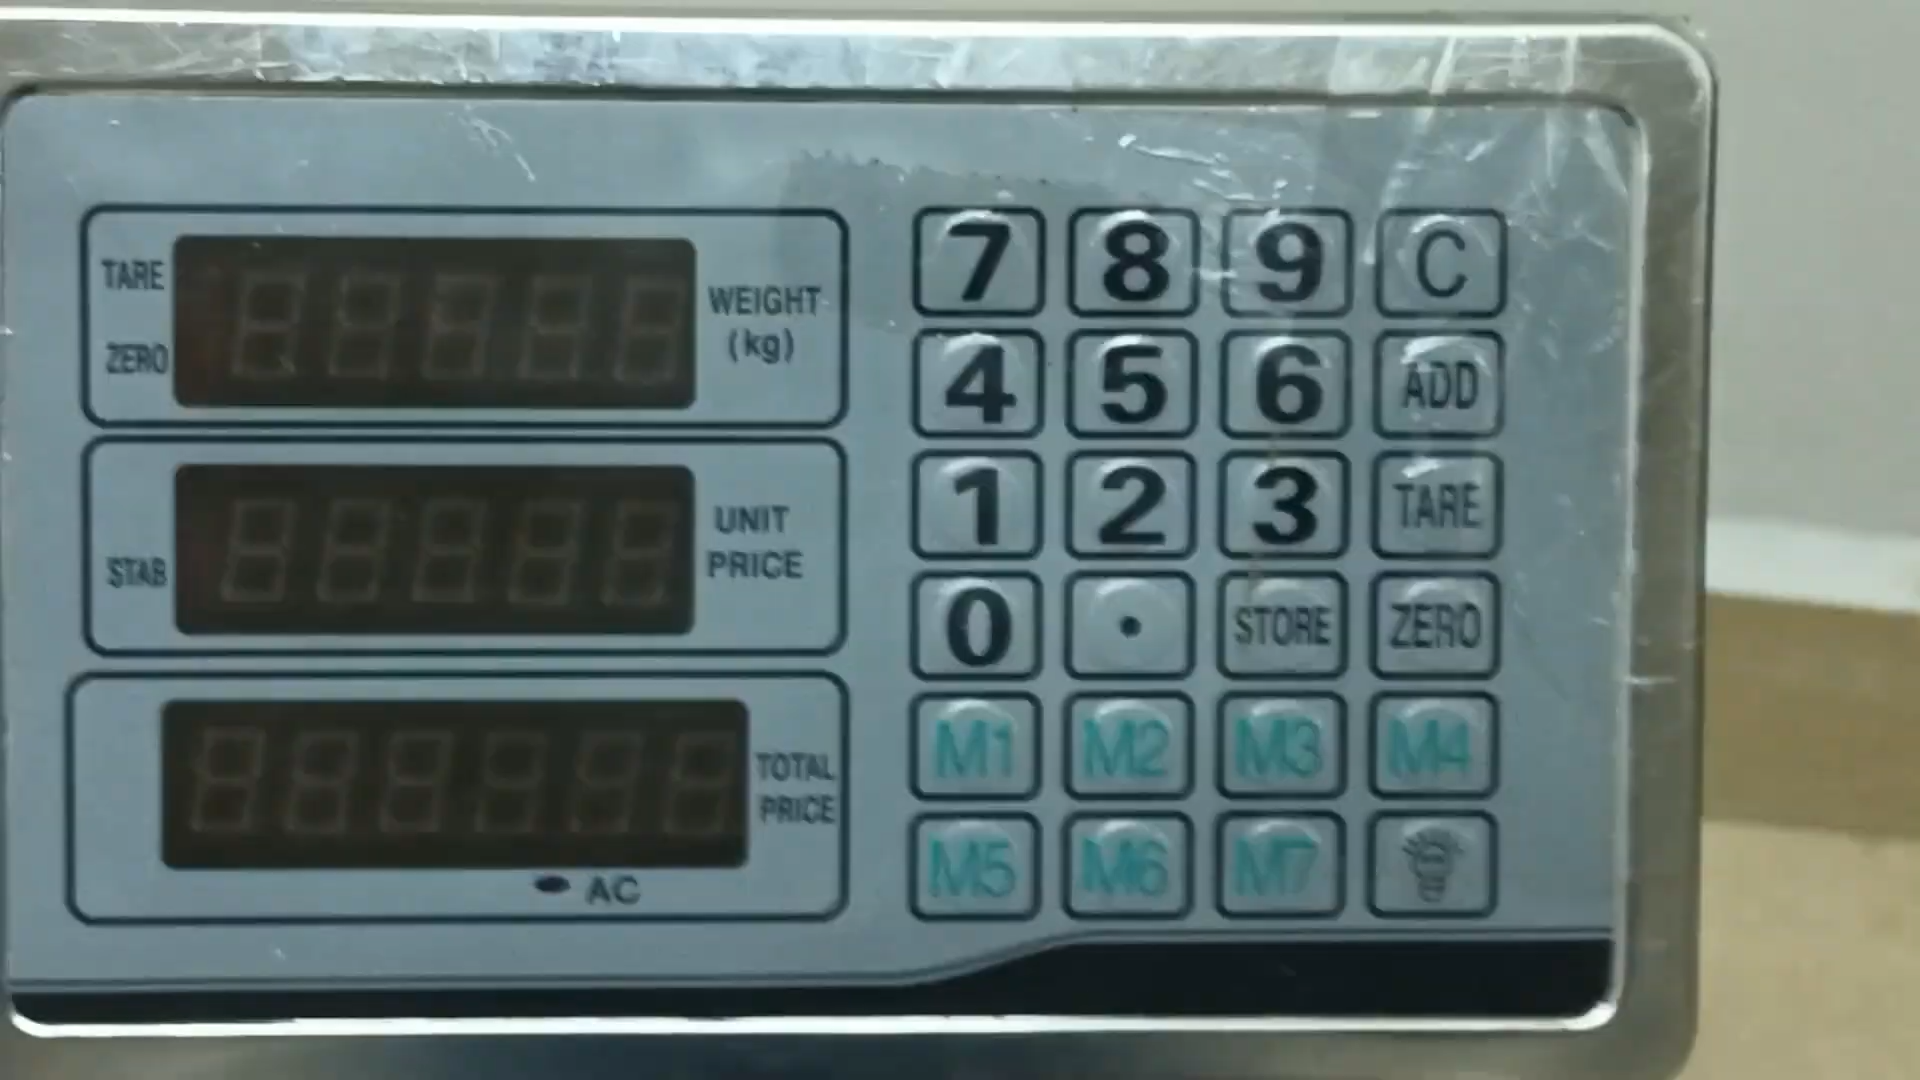 TARE
ZERO
WEIGHT
(kg)
STAB
UNIT
PRICE
TOTAL
PRICE
AC
7 8 9 C
4 5 6 ADD
1 2 3 TARE
0 . STORE ZERO
M1 M2 M3 M4
M5 M6 M7